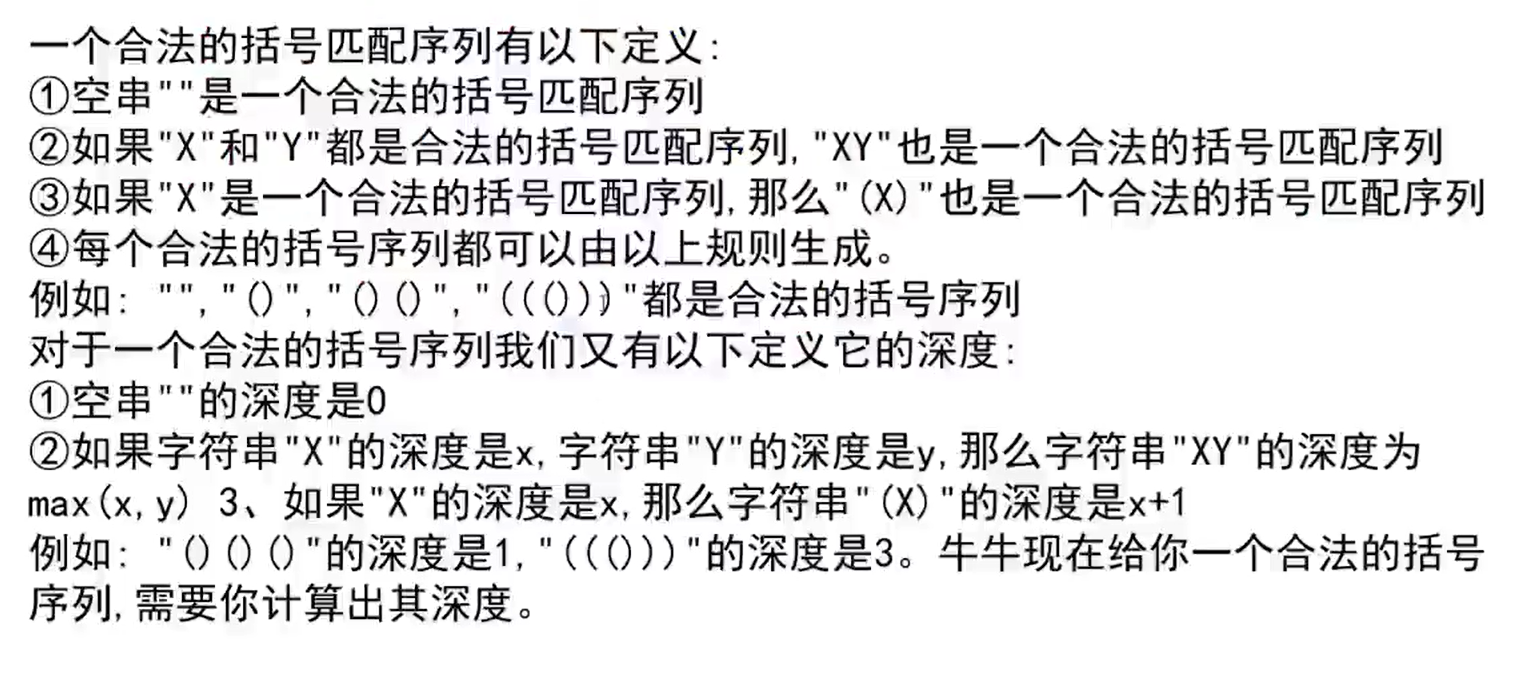 一个合法的括号匹配序列有以下定义:
①空串""是一个合法的括号匹配序列
②如果"X"和"Y"都是合法的括号匹配序列,"XY"也是一个合法的括号匹配序列
③如果"X"是一个合法的括号匹配序列,那么"(X)"也是一个合法的括号匹配序列
④每个合法的括号序列都可以由以上规则生成。
例如: "","()","()()","((()))"都是合法的括号序列
对于一个合法的括号序列我们又有以下定义它的深度:
①空串""的深度是0
②如果字符串"X"的深度是x,字符串"Y"的深度是y,那么字符串"XY"的深度为
max(x,y) 3、如果"X"的深度是x,那么字符串"(X)"的深度是x+1
例如: "()()()"的深度是1,"((()))"的深度是3。牛牛现在给你一个合法的括号
序列,需要你计算出其深度。